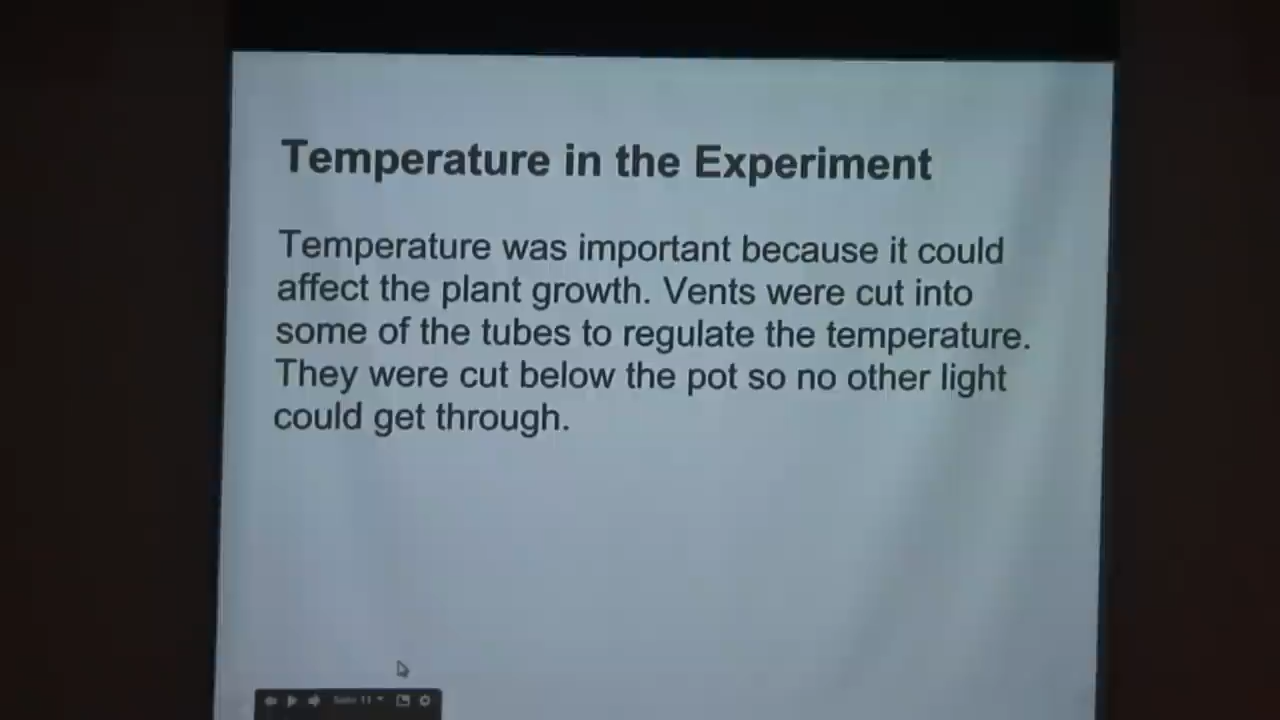 Temperature in the Experiment
Temperature was important because it could
affect the plant growth. Vents were cut into
some of the tubes to regulate the temperature.
They were cut below the pot so no other light
could get through.